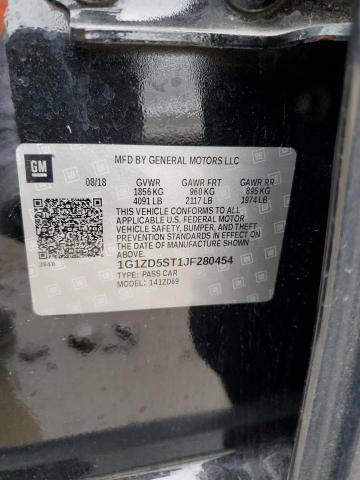 GM
MFD BY GENERAL MOTORS LLC
08/18 GVWR GAWR FRT GAWR RR
1856 KG 960 KG 895 KG
4091 LB 2117 LB 1974 LB
THIS VEHICLE CONFORMS TO ALL
APPLICABLE U.S. FEDERAL MOTOR
VEHICLE SAFETY, BUMPER, AND THEFT
PREVENTION STANDARDS IN EFFECT ON
THE DATE OF MANUFACTURE SHOWN
ABOVE.
1G1ZD5ST1JF280454
TYPE: PASS CAR
MODEL: 141ZD69